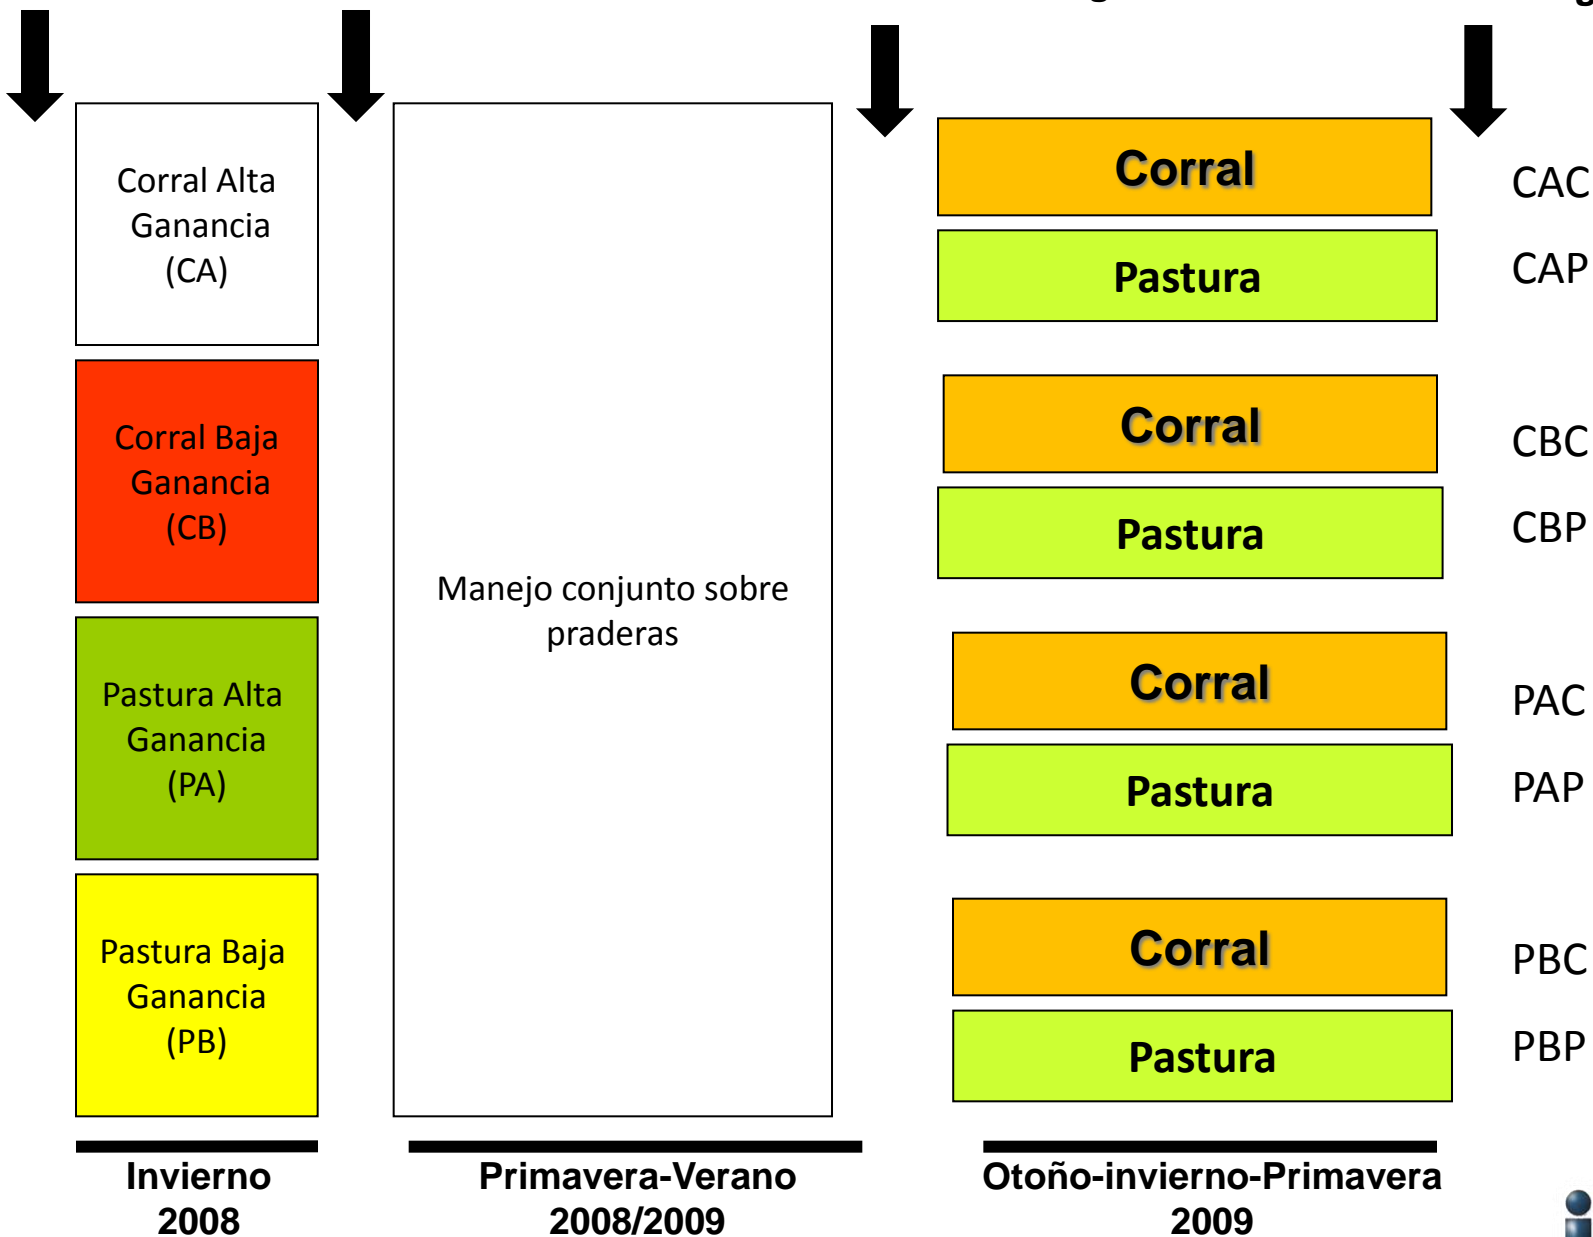 Corral Alta
Ganancia
(CA)
Corral Baja
Ganancia
(CB)
Pastura Alta
Ganancia
(PA)
Pastura Baja
Ganancia
(PB)
Manejo conjunto sobre
praderas
Corral
CAC
Pastura
CAP
Corral
CBC
Pastura
CBP
Corral
PAC
Pastura
PAP
Corral
PBC
Pastura
PBP
Invierno
2008
Primavera-Verano
2008/2009
Otoño-invierno-Primavera
2009